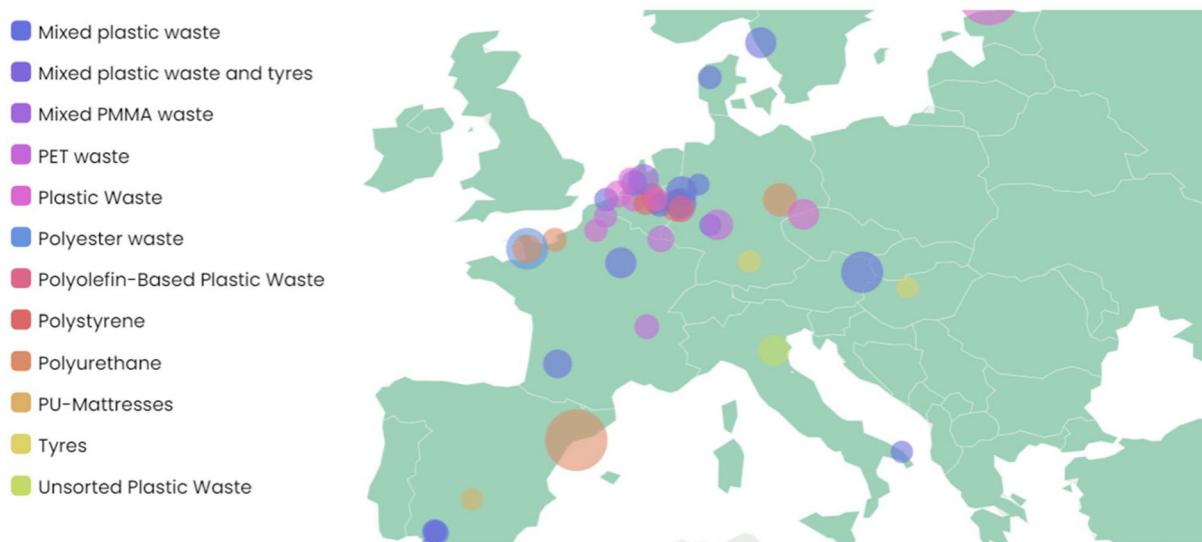 Mixed plastic waste
Mixed plastic waste and tyres
Mixed PMMA waste
PET waste
Plastic Waste
Polyester waste
Polyolefin-Based Plastic Waste
Polystyrene
Polyurethane
PU-Mattresses
Tyres
Unsorted Plastic Waste